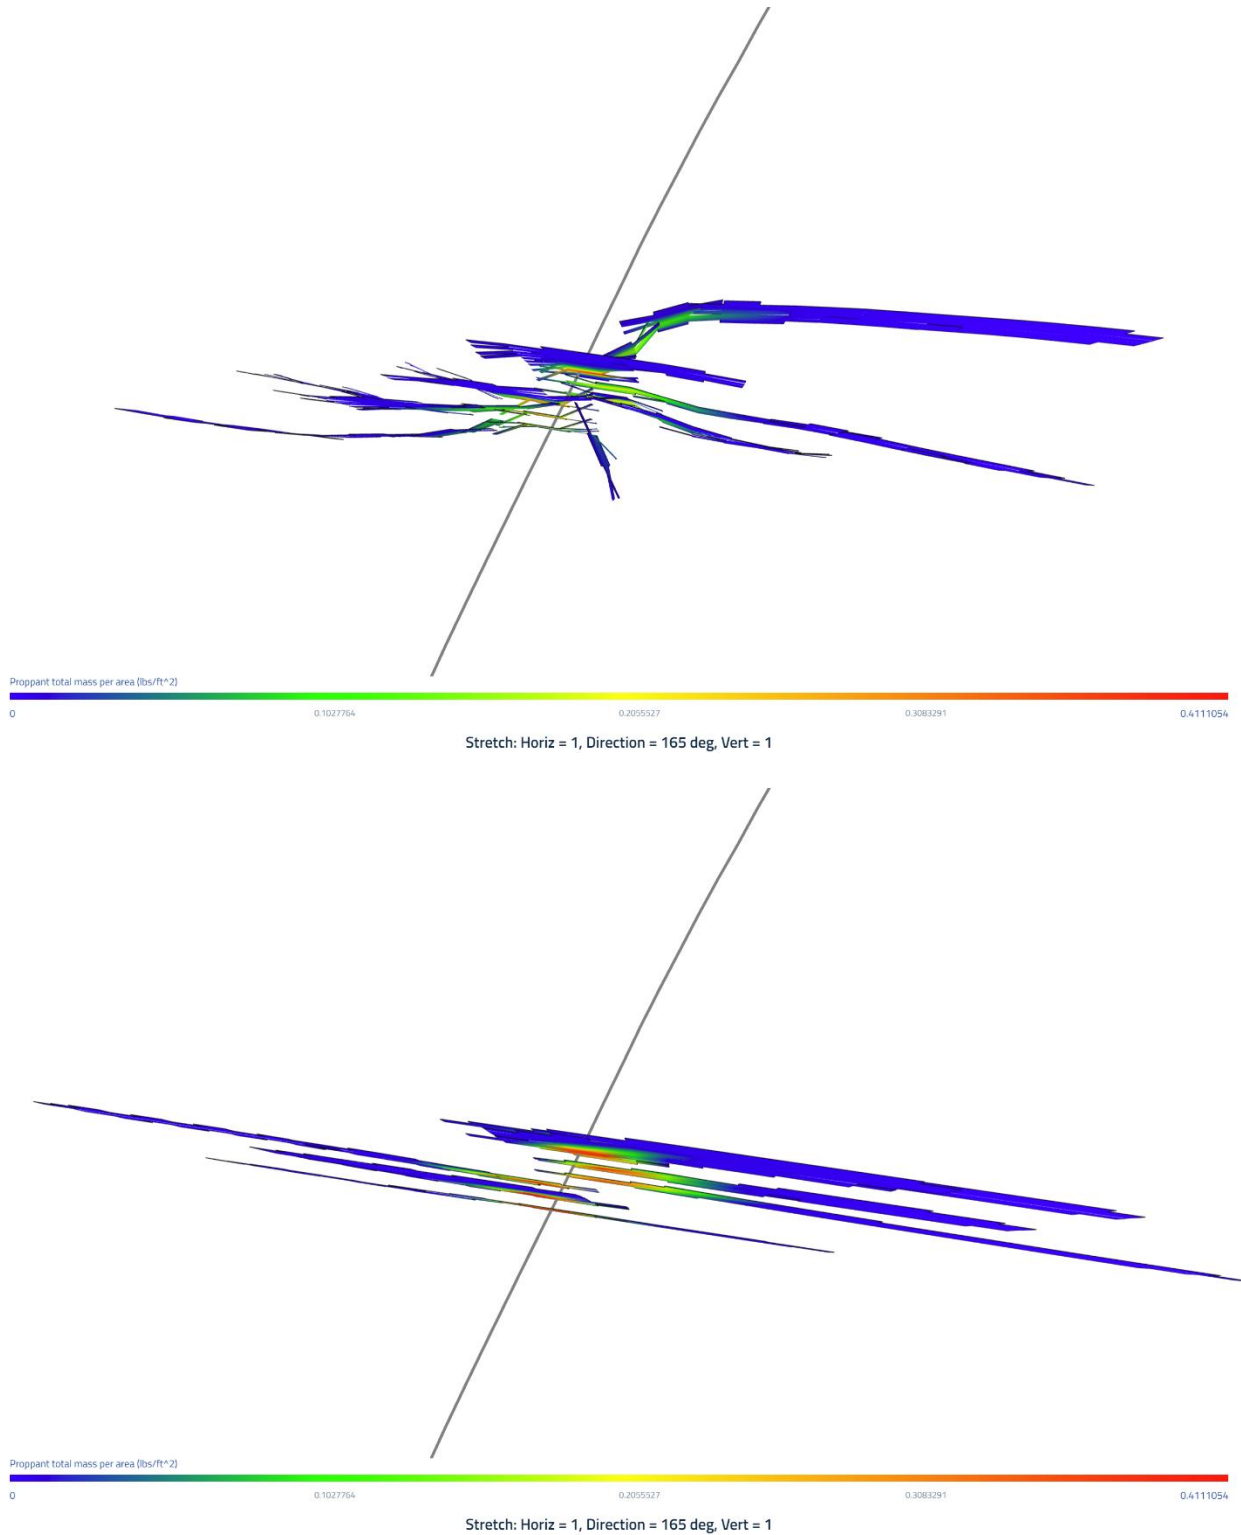 Proppant total mass per area (lbs/ft^2)
0 0.1027764 0.2055527 0.3083291 0.4111054
Stretch: Horiz = 1, Direction = 165 deg, Vert = 1
Proppant total mass per area (lbs/ft^2)
0 0.1027764 0.2055527 0.3083291 0.4111054
Stretch: Horiz = 1, Direction = 165 deg, Vert = 1